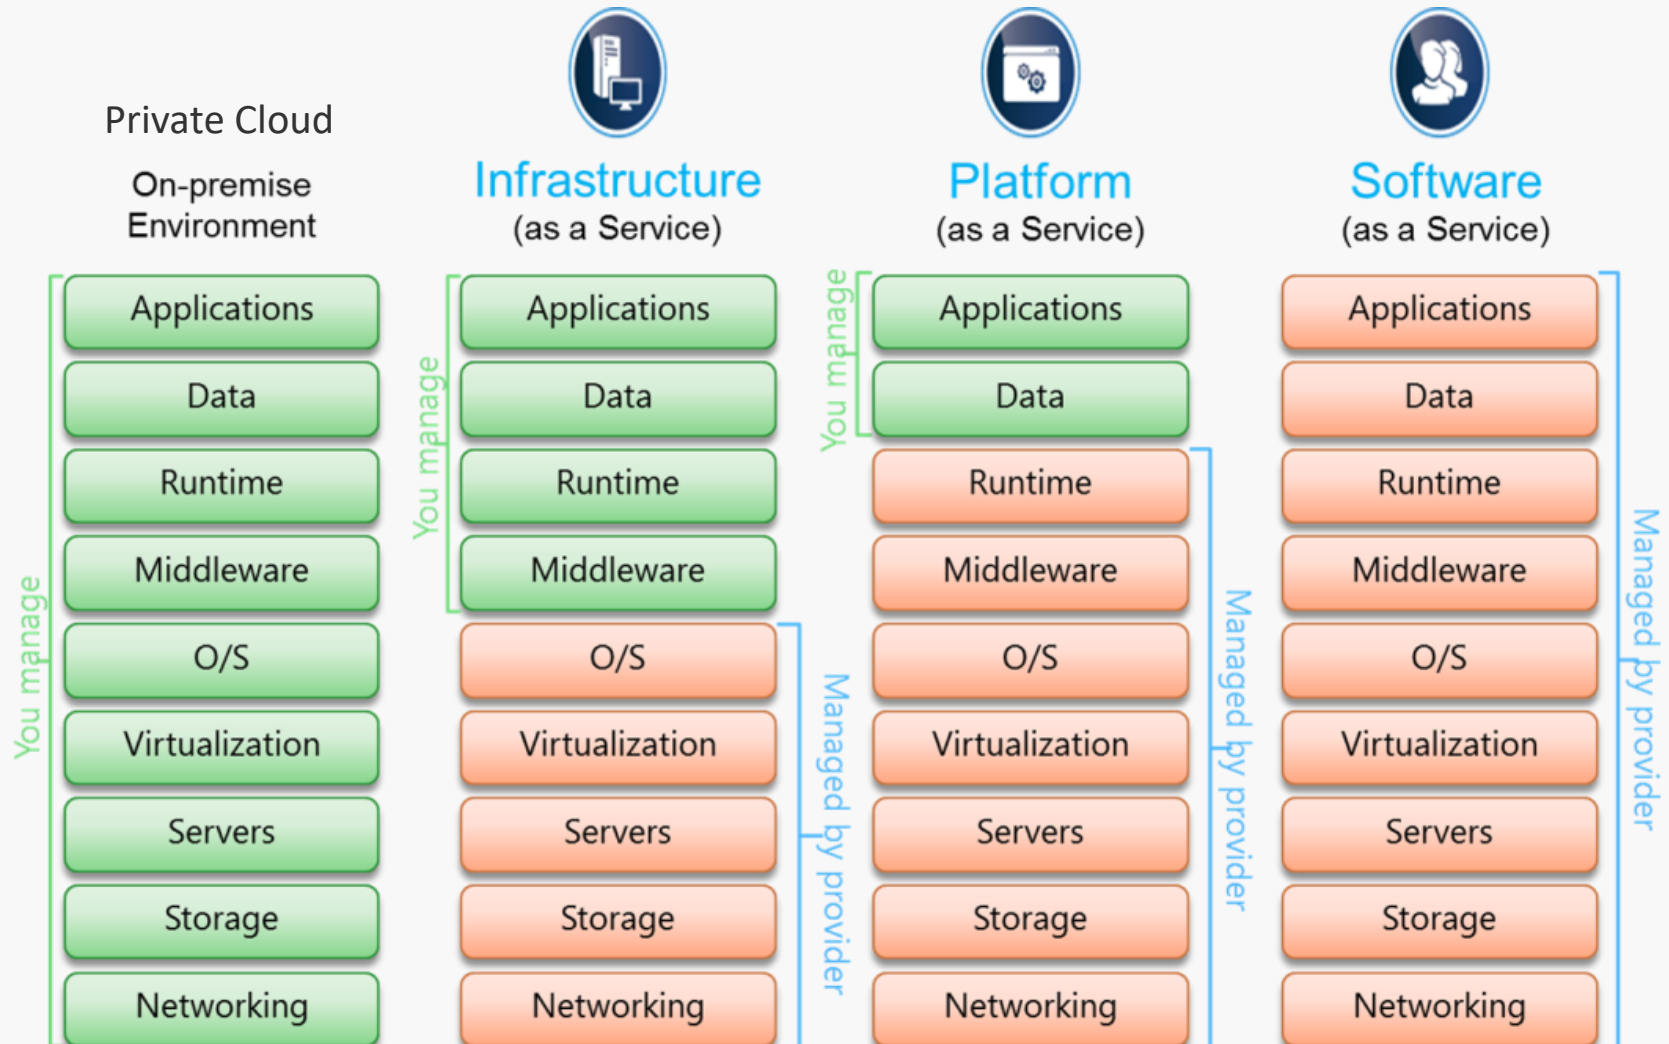 Private Cloud
On-premise
Environment
You manage
Applications
Data
Runtime
Middleware
O/S
Virtualization
Servers
Storage
Networking
Infrastructure
(as a Service)
You manage
Applications
Data
Runtime
Middleware
O/S
Virtualization
Servers
Storage
Networking
Managed by provider
Platform
(as a Service)
You manage
Applications
Data
Runtime
Middleware
O/S
Virtualization
Servers
Storage
Networking
Managed by provider
Software
(as a Service)
Applications
Data
Runtime
Middleware
O/S
Virtualization
Servers
Storage
Networking
Managed by provider